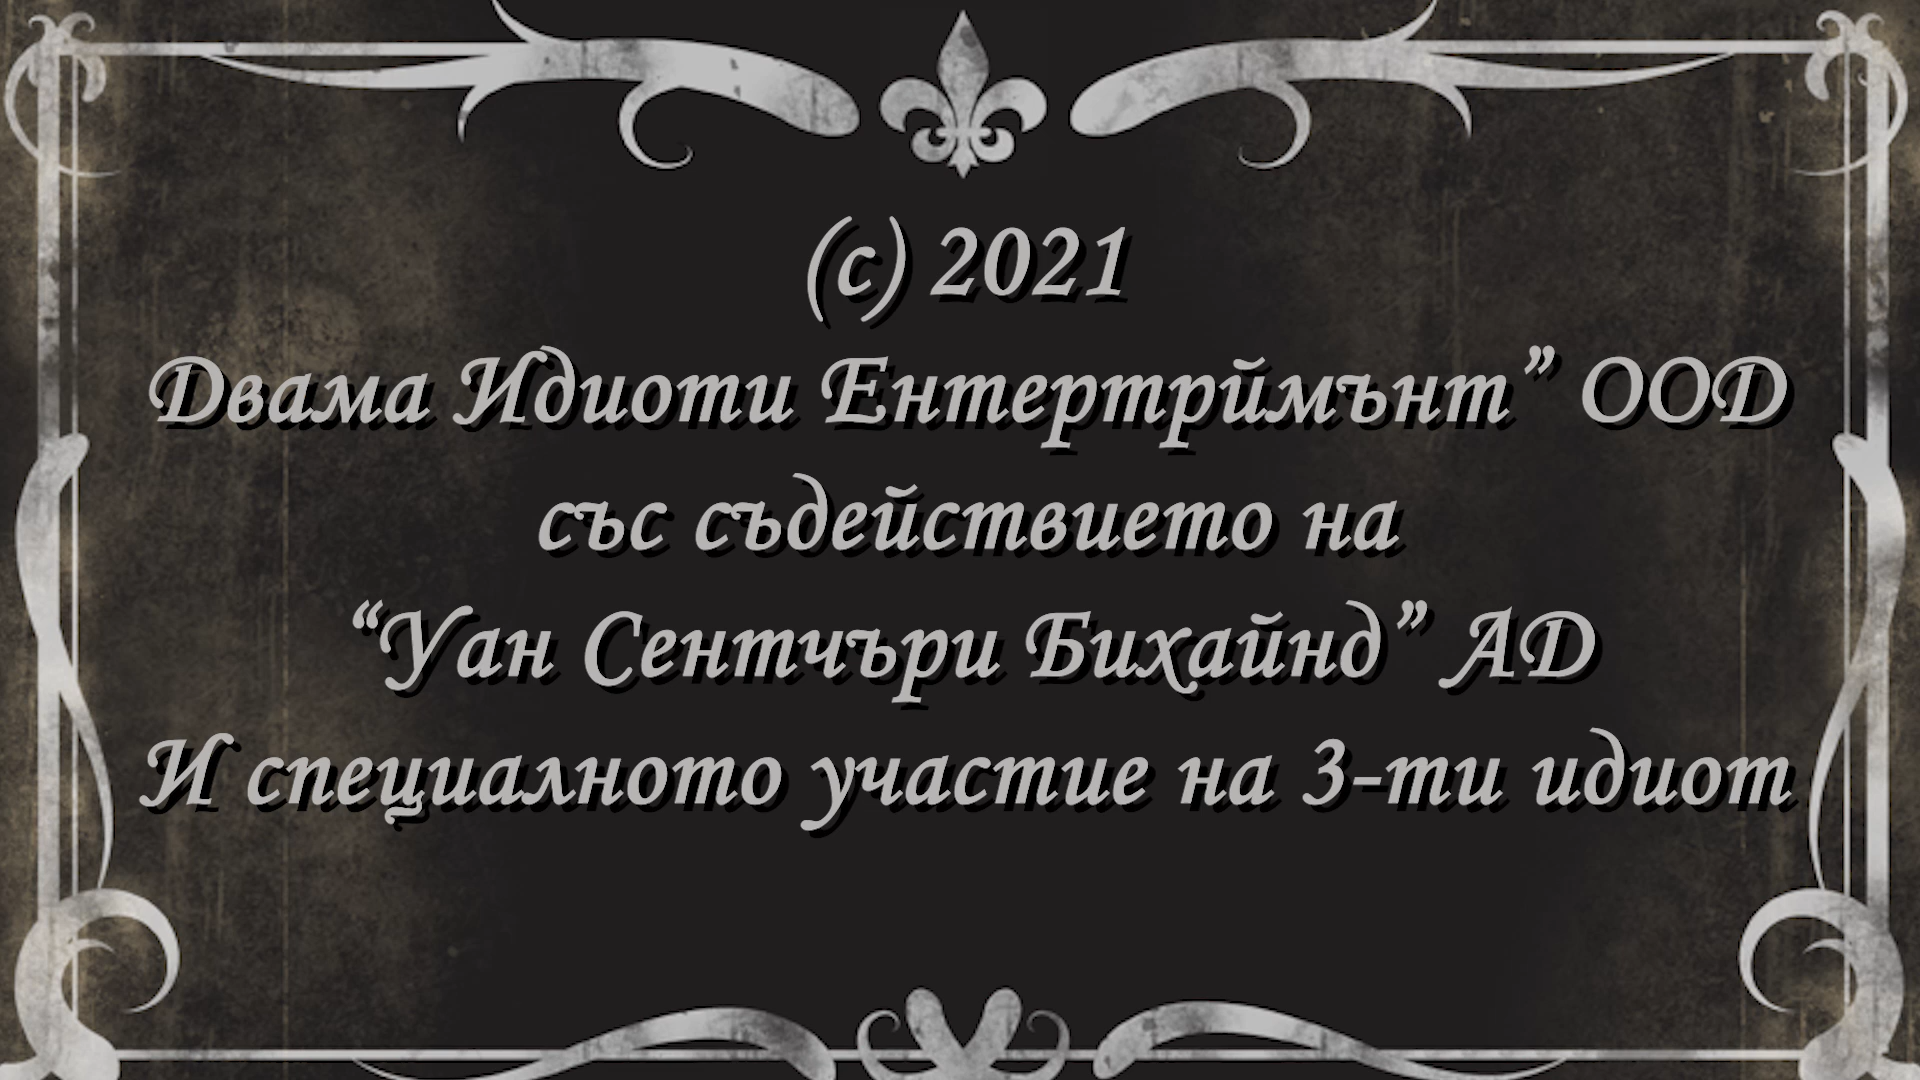 (c) 2021
Двама Идиоти Ентертрймънт” ООД
със съдействието на
“Уан Сентчъри Бихайнд” АД
И специалното участие на 3-ти идиот